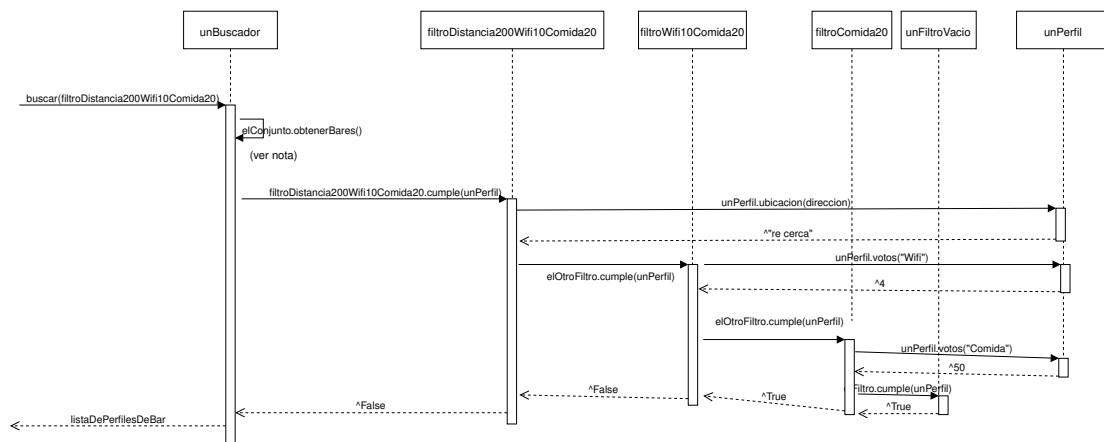 unBuscador
filtroDistancia200Wifi10Comida20
filtroWifi10Comida20
filtroComida20
unFiltroVacio
unPerfil
buscar(filtroDistancia200Wifi10Comida20)
elConjunto.obtenerBares()
(ver nota)
filtroDistancia200Wifi10Comida20.cumple(unPerfil)
unPerfil.ubicacion(direccion)
^"re cerca"
elOtroFiltro.cumple(unPerfil)
unPerfil.votos("Wifi")
^4
elOtroFiltro.cumple(unPerfil)
unPerfil.votos("Comida")
^50
Filtro.cumple(unPerfil)
^True
^True
^False
^False
listaDePerfilesDeBar